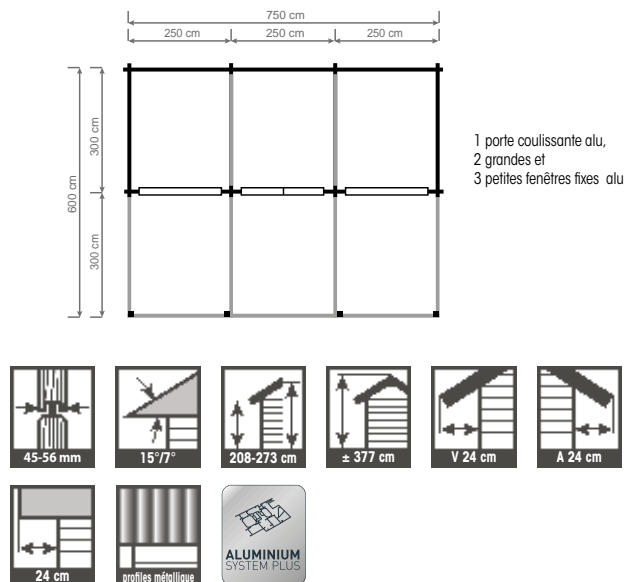 750 cm
250 cm 250 cm 250 cm
600 cm
300 cm
300 cm
1 porte coulissante alu,
2 grandes et
3 petites fenêtres fixes alu
45-56 mm
15°/7°
208-273 cm
± 377 cm
V 24 cm
A 24 cm
24 cm
profiles métallique
ALUMINIUM
SYSTEM PLUS